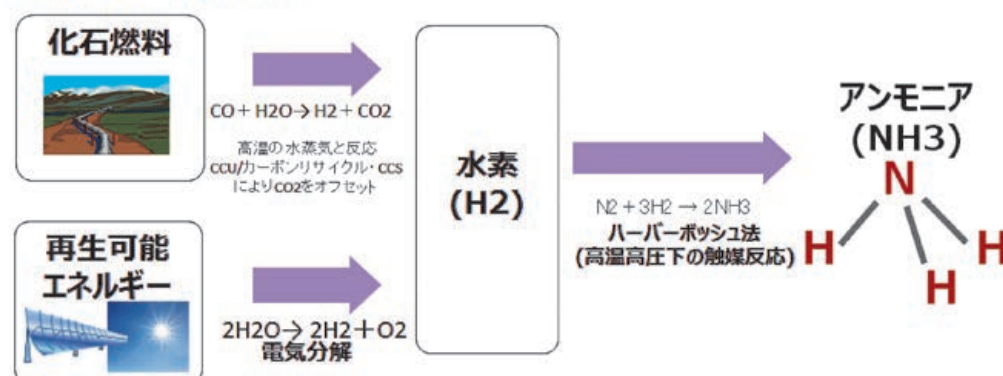 化石燃料
CO+H2O→H2+CO2
高温の水蒸気と反応
CCU/カーボンリサイクル・CCS
によりCO2をオフセット
再生可能
エネルギー
2H2O→2H2+O2
電気分解
水素
(H2)
N2+3H2→2NH3
ハーバーボッシュ法
(高温高圧下の触媒反応)
アンモニア
(NH3)
N
H
H
H